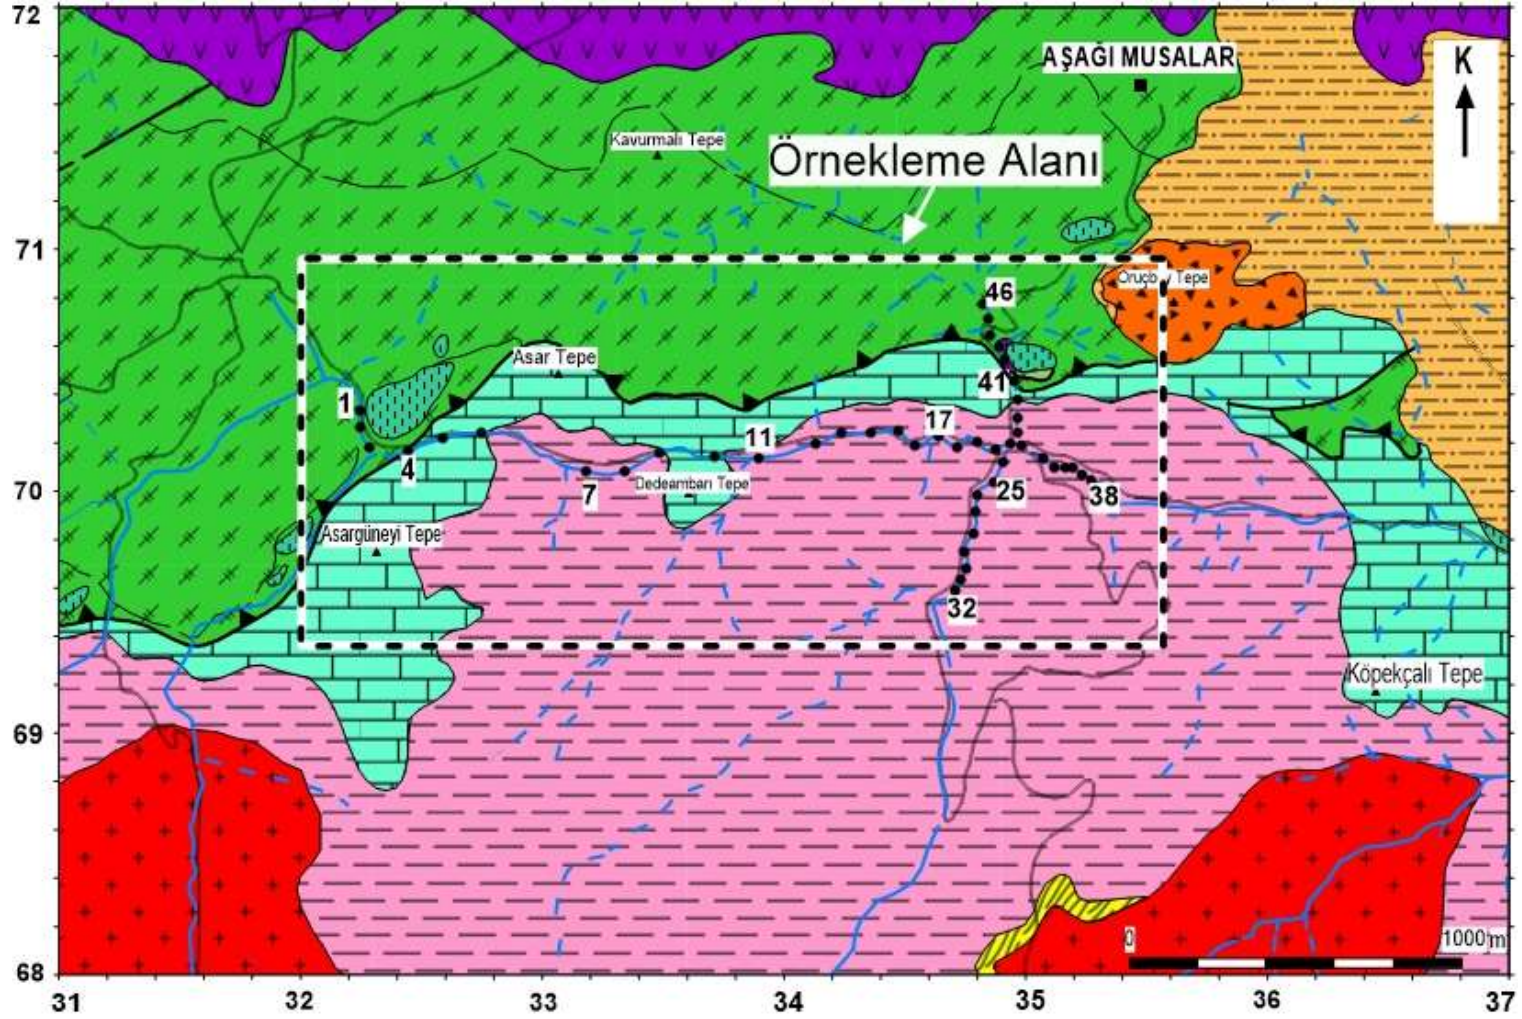 72
AŞAĞI MUSALAR
K
Kavurmalı Tepe
Örnekleme Alanı
71
46
Asar Tepe
41
1
17
11
4
70
7
Dedeambarı Tepe
25
38
Asargüneyi Tepe
32
Köpekçalı Tepe
69
0
1000 m
68
31
32
33
34
35
36
37